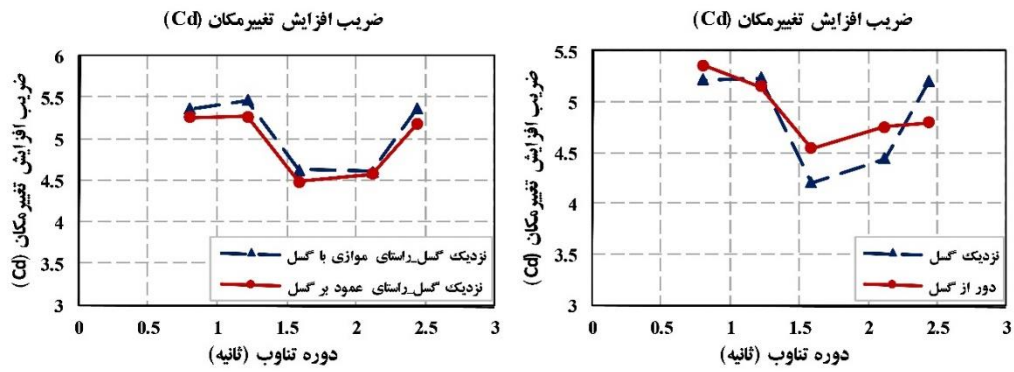 ضریب افزایش تغییرمکان (Cd)
ضریب افزایش تغییرمکان (Cd)
6
5.5
5
4.5
4
3.5
3
0 0.5 1 1.5 2 2.5 3
دوره تناوب (ثانیه)
نزدیک گسل_راستای موازی با گسل
نزدیک گسل_راستای عمود بر گسل
ضریب افزایش تغییرمکان (Cd)
ضریب افزایش تغییرمکان (Cd)
5.5
5
4.5
4
3.5
3
0 0.5 1 1.5 2 2.5 3
دوره تناوب (ثانیه)
نزدیک گسل
دور از گسل